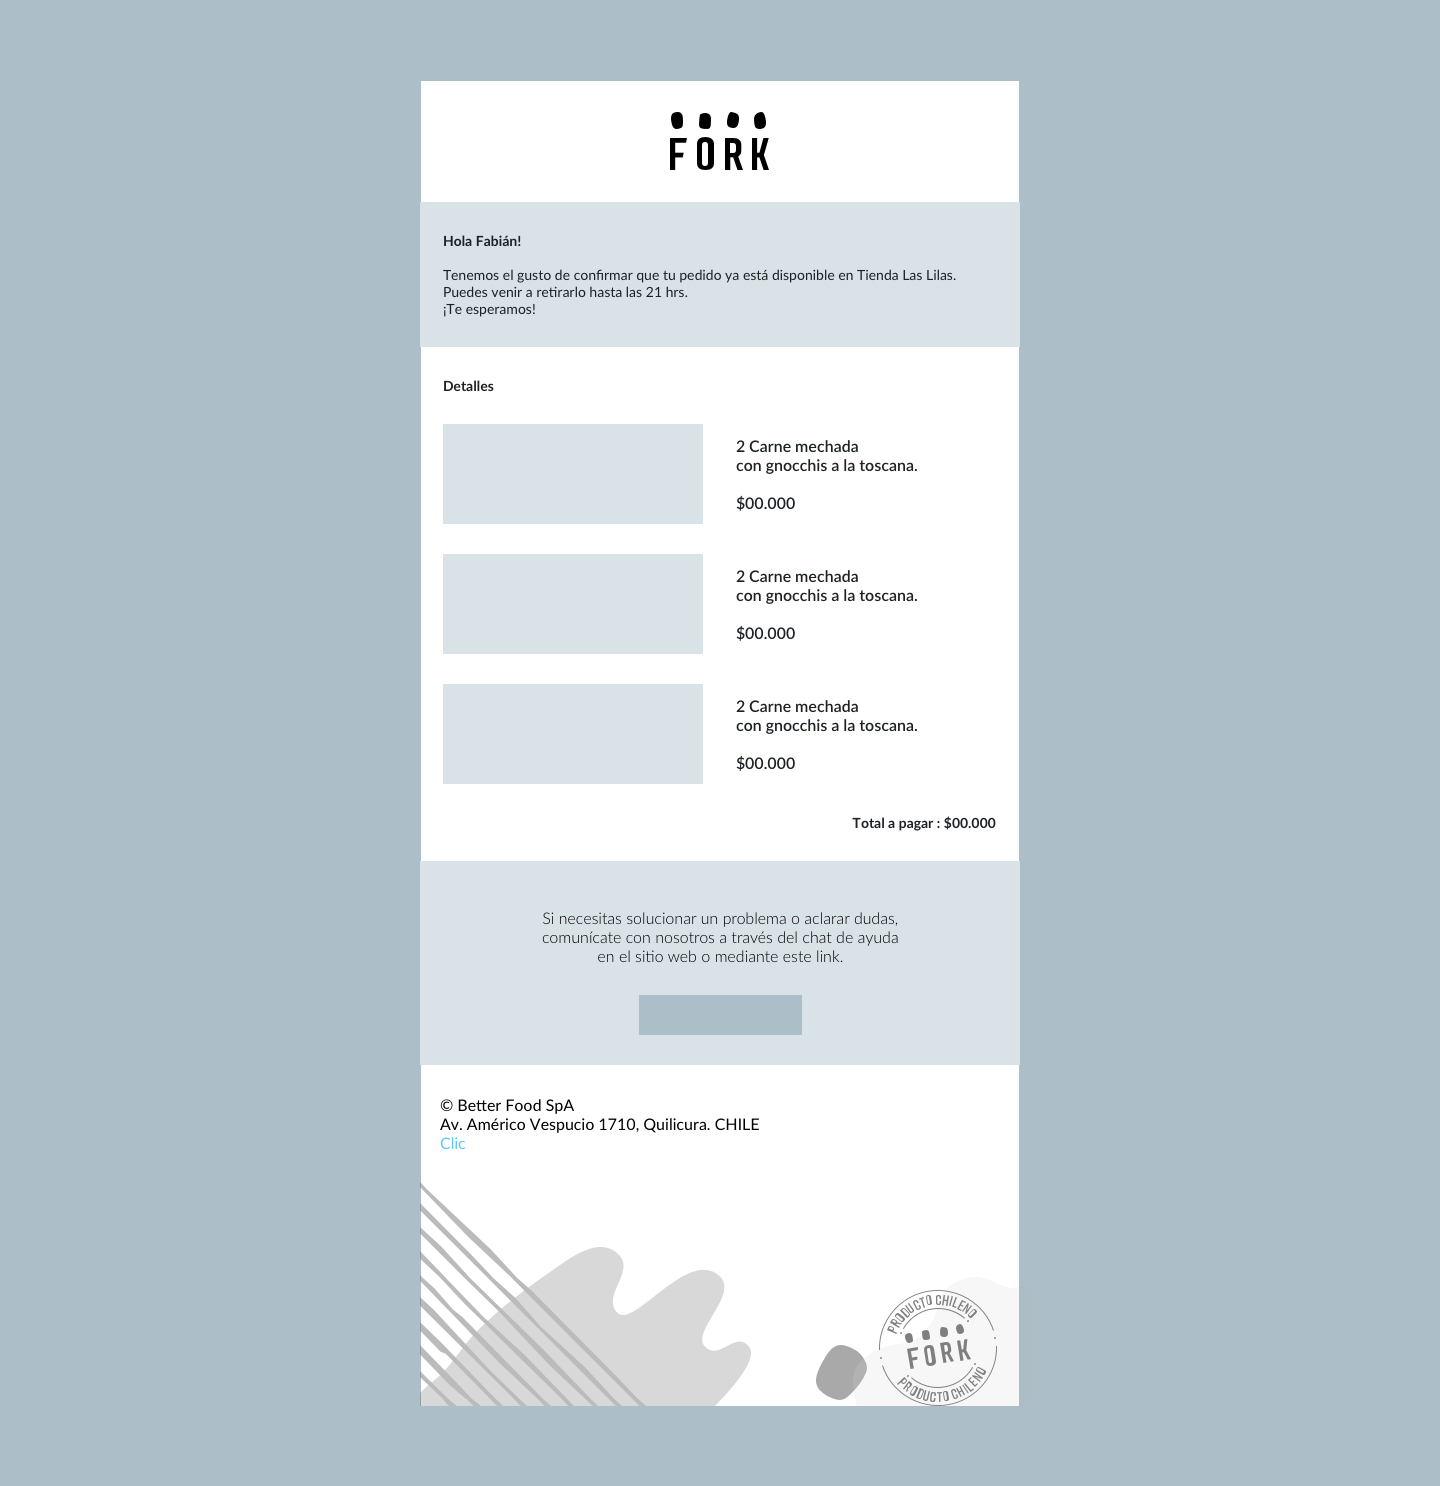 FORK
Hola Fabián!
Tenemos el gusto de confirmar que tu pedido ya está disponible en Tienda Las Lilas.
Puedes venir a retirarlo hasta las 21 hrs.
¡Te esperamos!
Detalles
2 Carne mechada
con gnocchis a la toscana.
$00.000
2 Carne mechada
con gnocchis a la toscana.
$00.000
2 Carne mechada
con gnocchis a la toscana.
$00.000
Total a pagar : $00.000
Si necesitas solucionar un problema o aclarar dudas,
comunícate con nosotros a través del chat de ayuda
en el sitio web o mediante este link.
© Better Food SpA
Av. Américo Vespucio 1710, Quilicura. CHILE
Clic
PRODUCTO CHILENO
FORK
PRODUCTO CHILENO